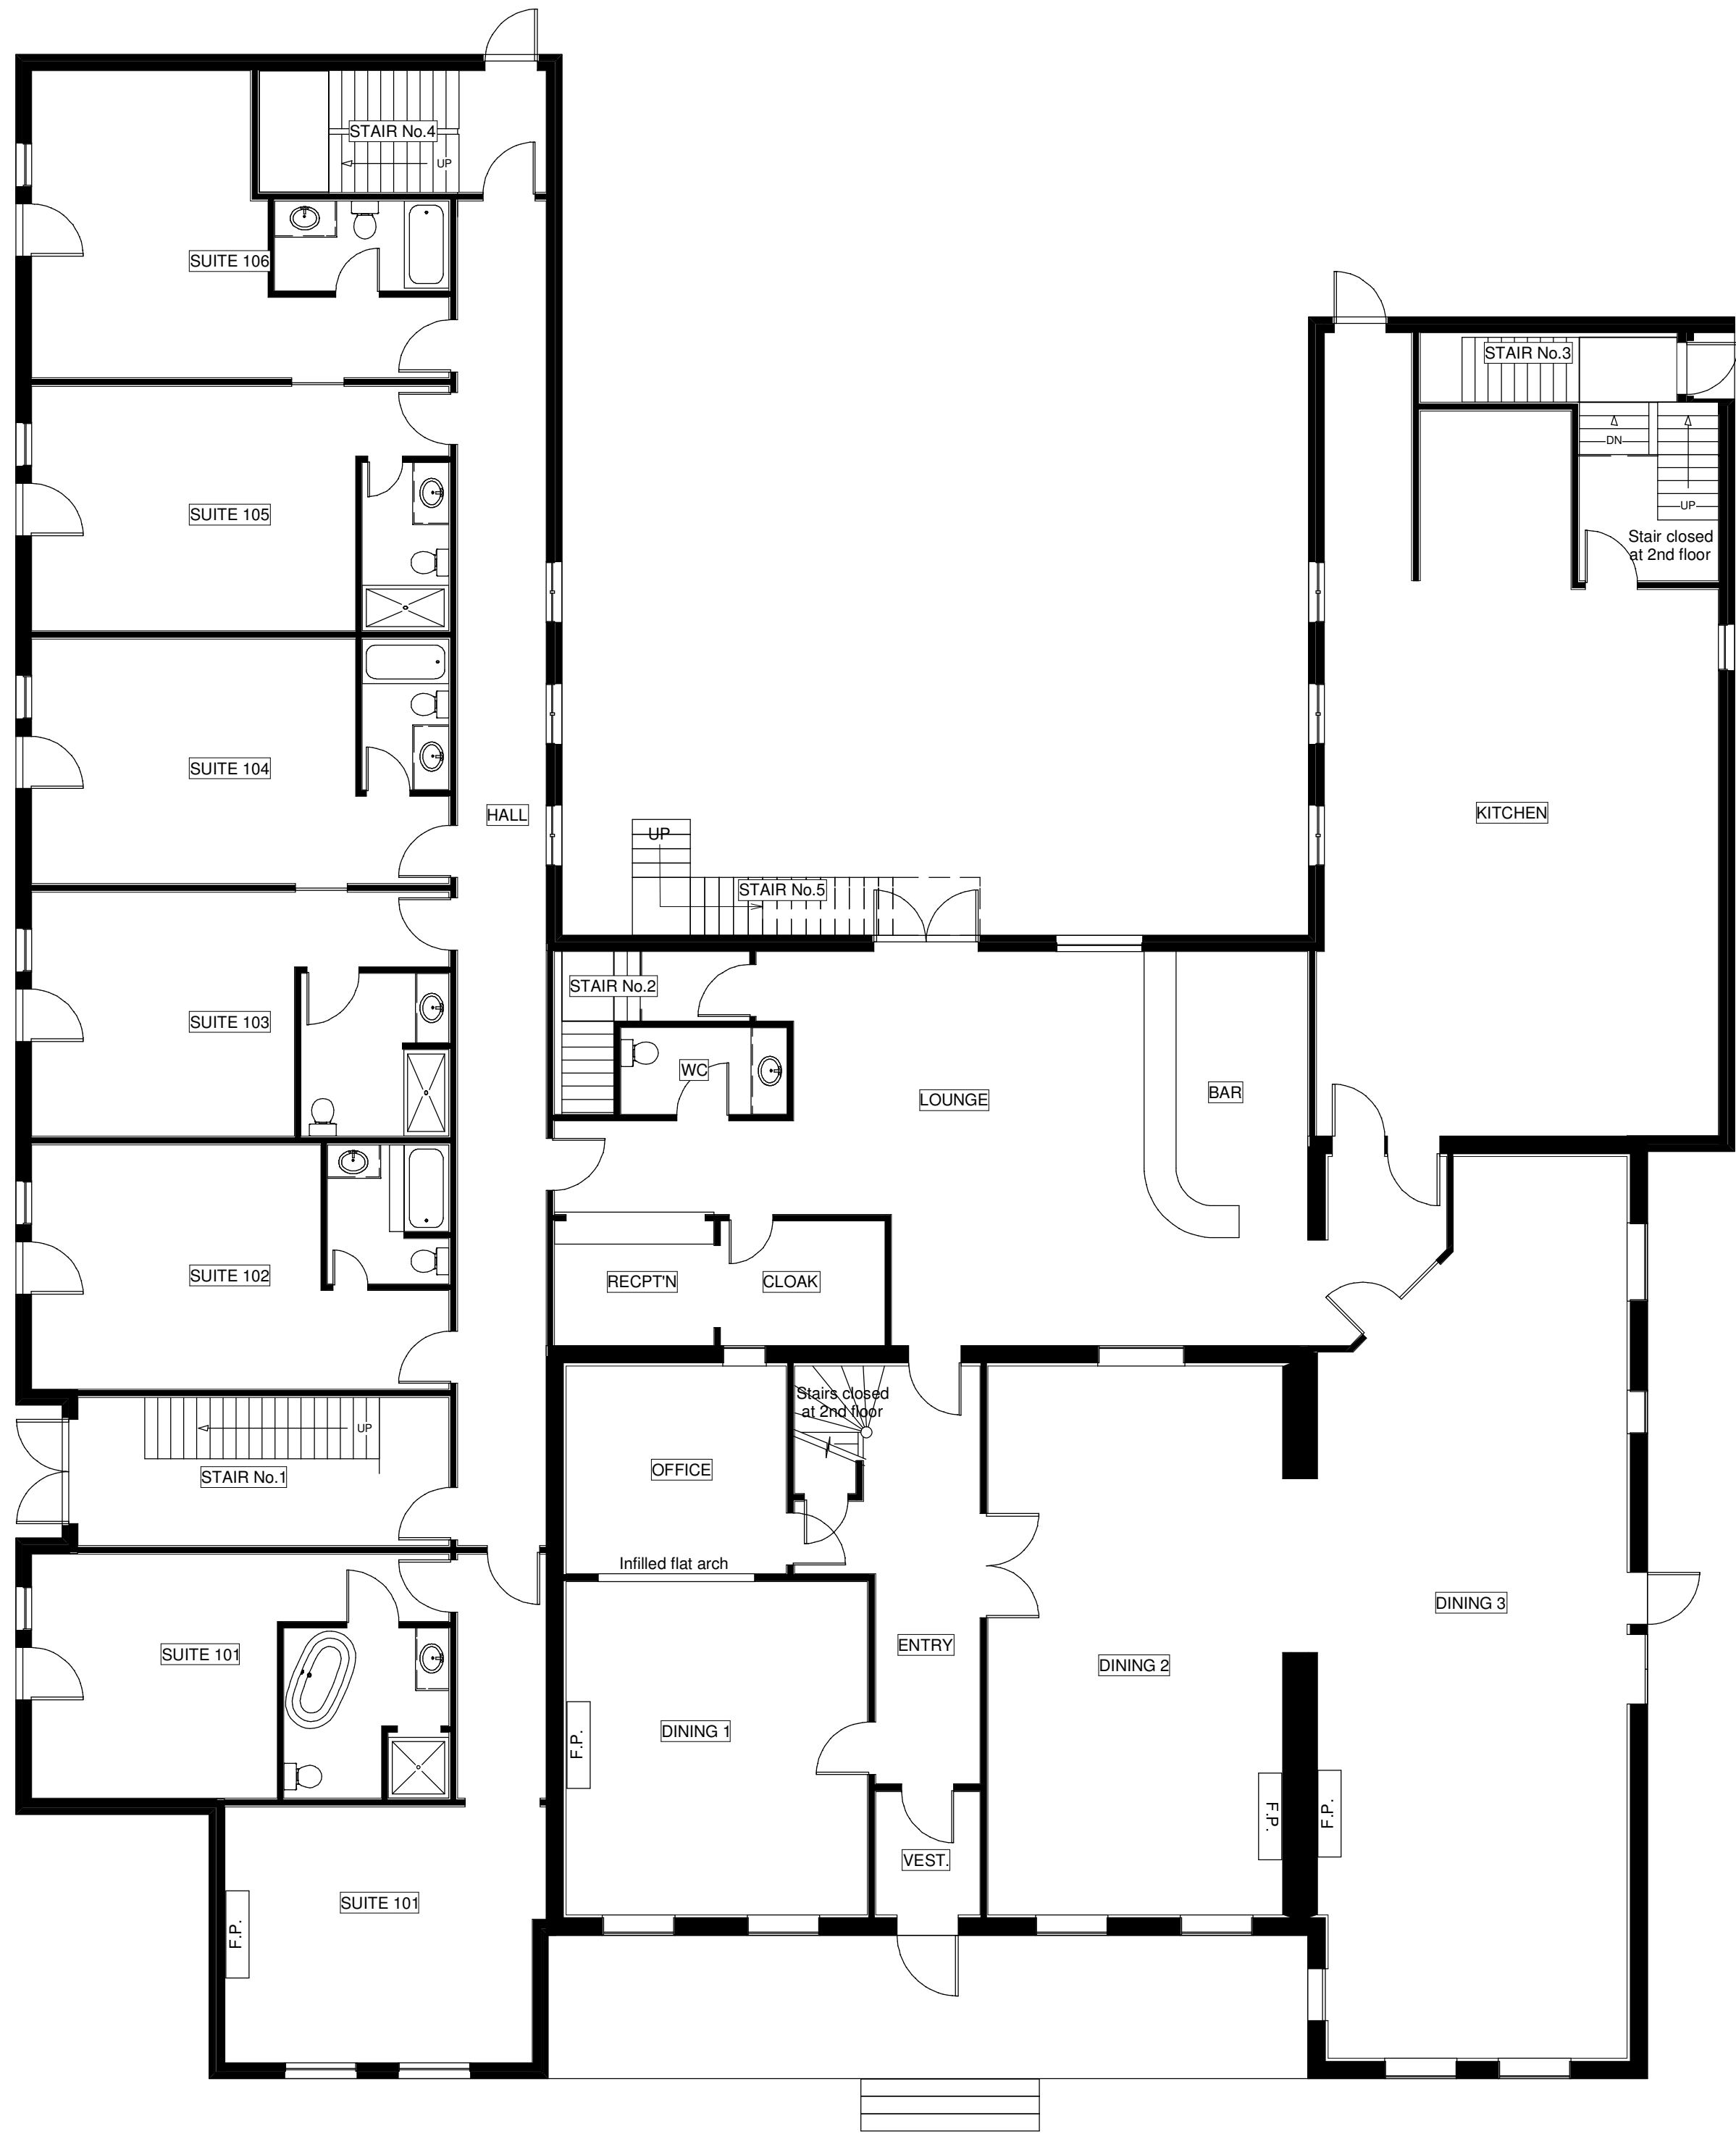 STAIR No.4
UP
SUITE 106
STAIR No.3
DN
UP
Stair closed
at 2nd floor
SUITE 105
SUITE 104
HALL
KITCHEN
UP
STAIR No.5
STAIR No.2
SUITE 103
WC
LOUNGE
BAR
SUITE 102
RECPT'N
CLOAK
Stairs closed
at 2nd floor
UP
STAIR No.1
OFFICE
Infilled flat arch
SUITE 101
ENTRY
DINING 3
DINING 2
DINING 1
F.P.
F.P.
F.P.
VEST.
SUITE 101
F.P.